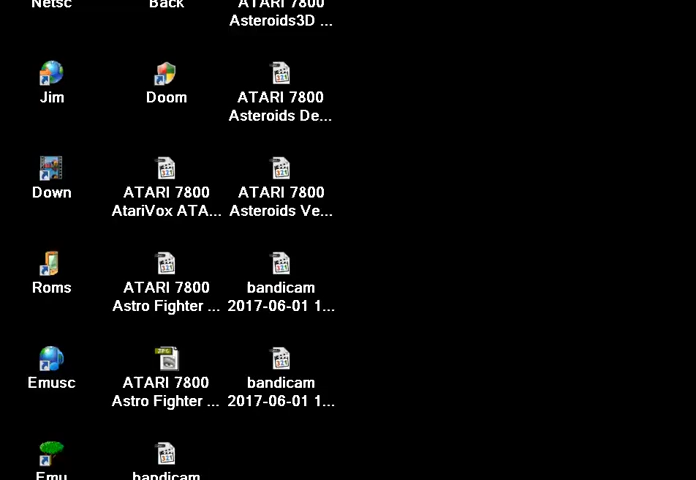 Netsc
Back
ATARI 7800
Asteroids3D ...
Jim
Doom
ATARI 7800
Asteroids De...
Down
ATARI 7800
AtariVox ATA...
ATARI 7800
Asteroids Ve...
Roms
ATARI 7800
Astro Fighter ...
bandicam
2017-06-01 1...
Emusc
ATARI 7800
Astro Fighter ...
bandicam
2017-06-01 1...
Emu
bandicam